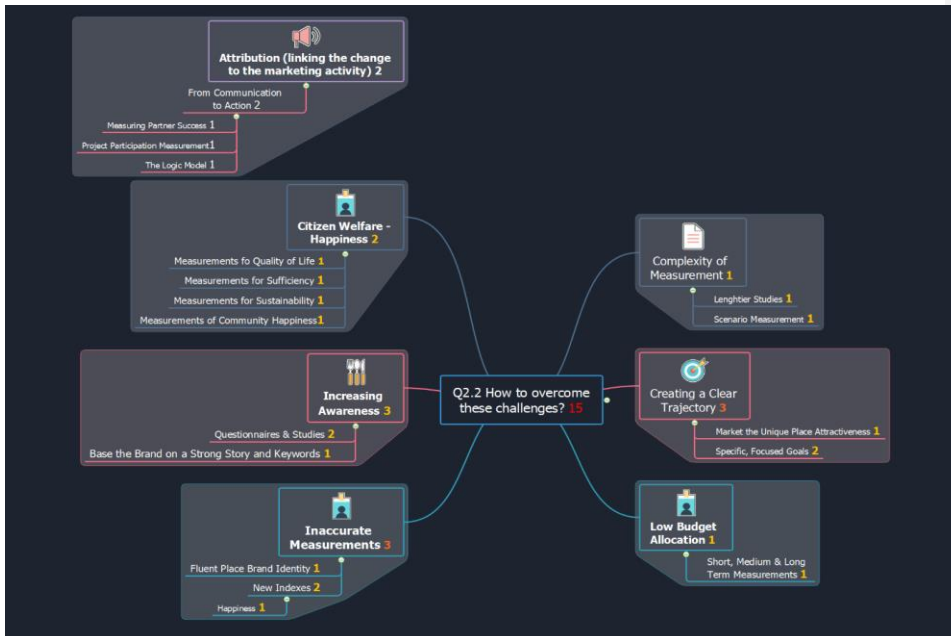 Attribution (linking the change
to the marketing activity) 2
From Communication
to Action 2
Measuring Partner Success 1
Project Participation Measurement1
The Logic Model 1
Citizen Welfare -
Happiness 2
Measurements fo Quality of Life 1
Measurements for Sufficiency 1
Measurements for Sustainability 1
Measurements of Community Happiness1
Increasing
Awareness 3
Questionnaires & Studies 2
Base the Brand on a Strong Story and Keywords 1
Inaccurate
Measurements 3
Fluent Place Brand Identity 1
New Indexes 2
Happiness 1
Q2.2 How to overcome
these challenges? 15
Complexity of
Measurement 1
Lenghtier Studies 1
Scenario Measurement 1
Creating a Clear
Trajectory 3
Market the Unique Place Attractiveness 1
Specific, Focused Goals 2
Low Budget
Allocation 1
Short, Medium & Long
Term Measurements 1